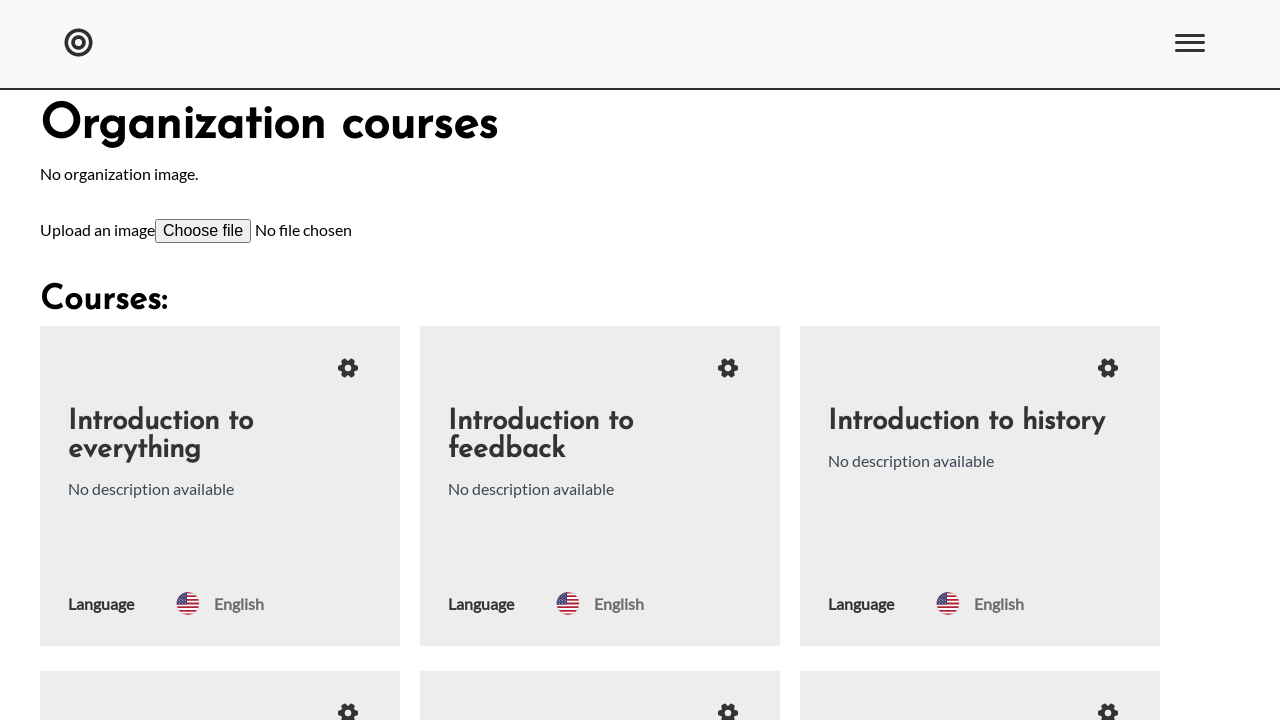 Organization courses
No organization image.
Upload an image Choose file No file chosen
Courses:
Introduction to everything
No description available
Language English
Introduction to feedback
No description available
Language English
Introduction to history
No description available
Language English